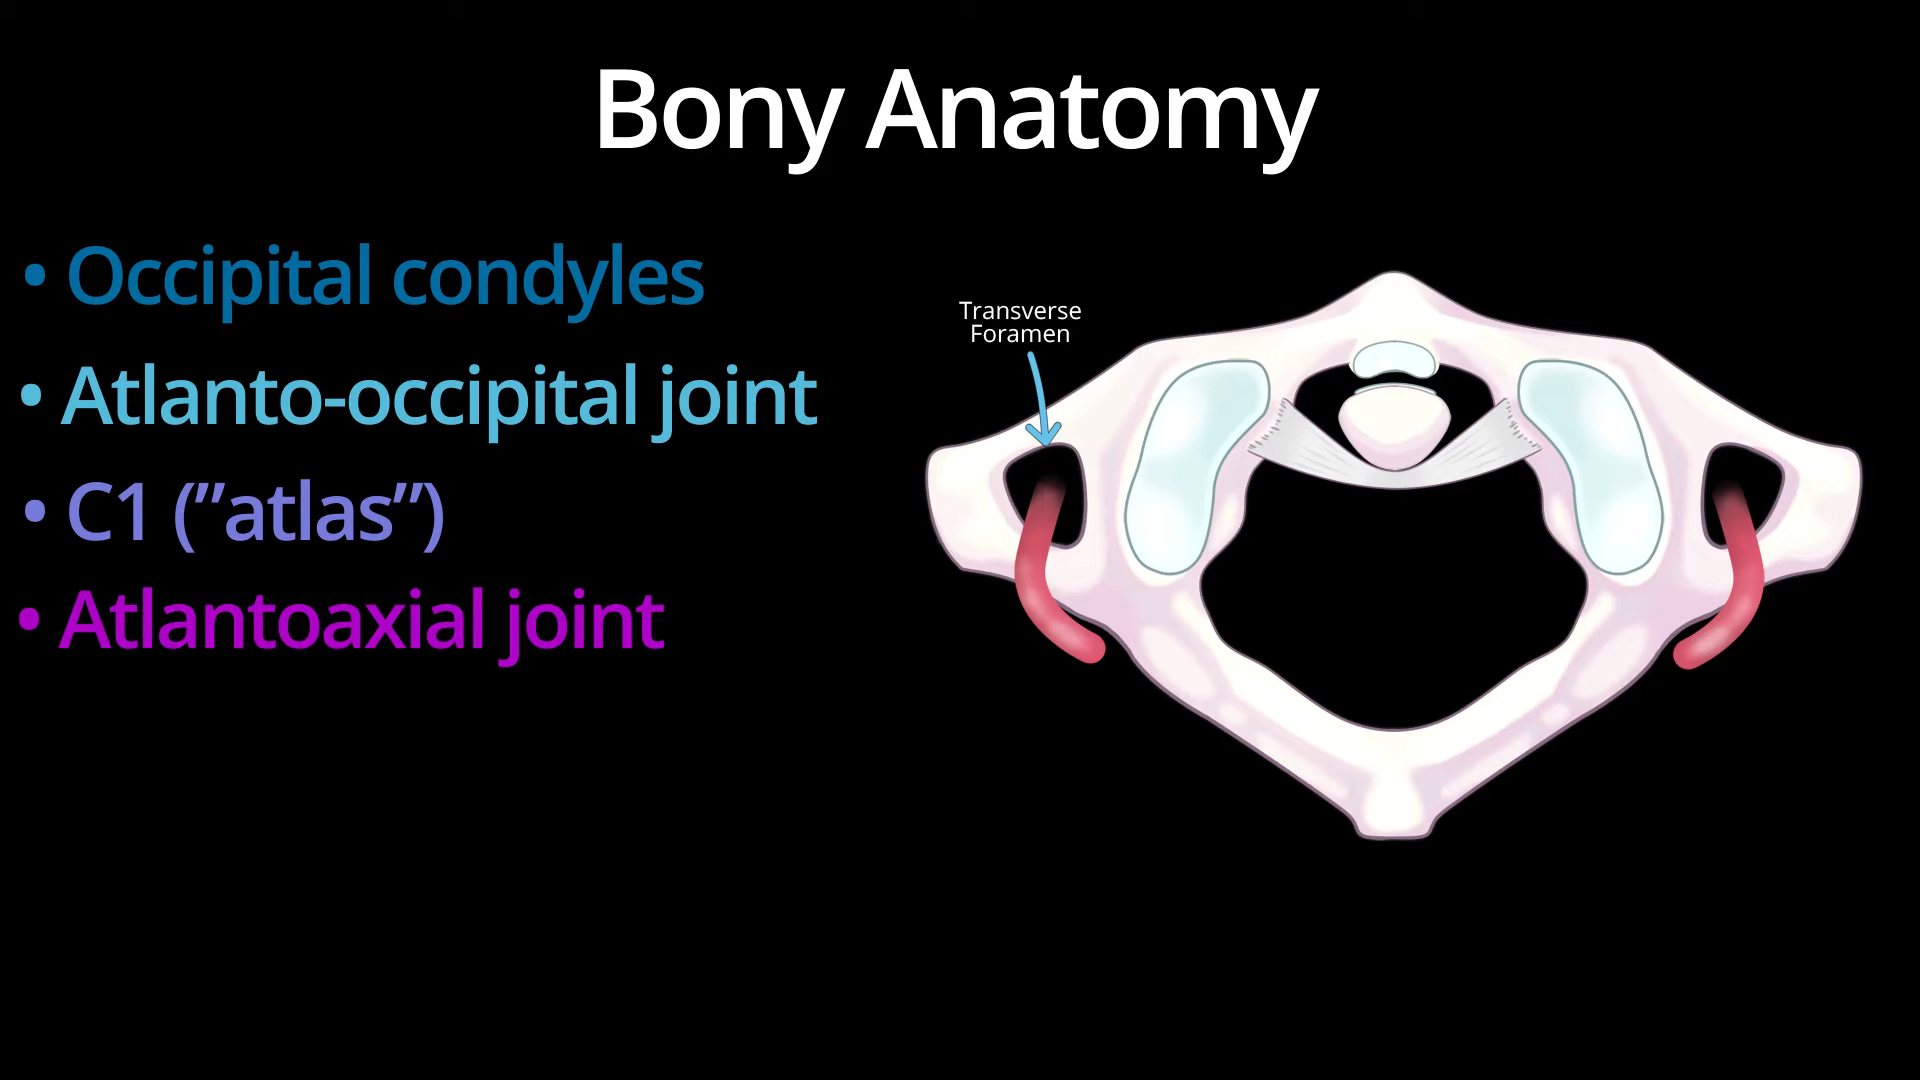 Bony Anatomy
• Occipital condyles
• Atlanto-occipital joint
• C1 (”atlas”)
• Atlantoaxial joint
Transverse
Foramen